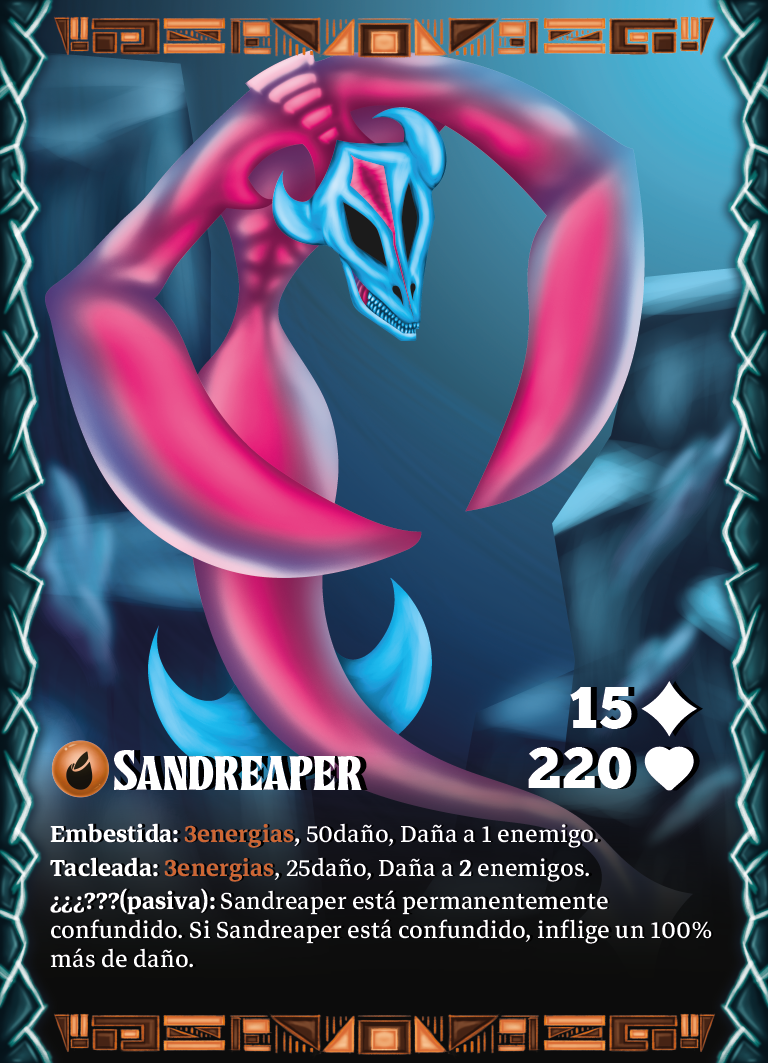 15
220
SANDREAPER
Embestida: 3energias, 50daño, Daña a 1 enemigo.
Tacleada: 3energias, 25daño, Daña a 2 enemigos.
¿¿¿???(pasiva): Sandreaper está permanentemente
confundido. Si Sandreaper está confundido, inflige un 100%
más de daño.